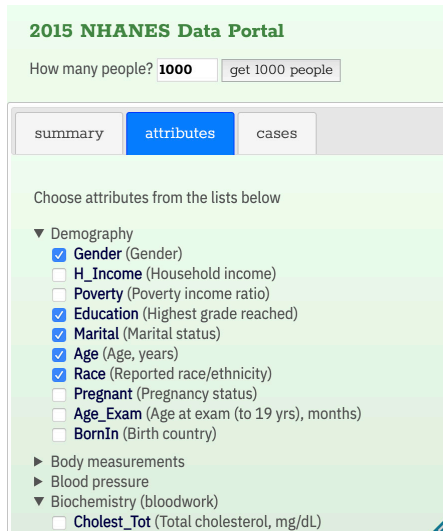 2015 NHANES Data Portal
How many people? 1000 get 1000 people
summary attributes cases
Choose attributes from the lists below
▼ Demography
Gender (Gender)
H_Income (Household income)
Poverty (Poverty income ratio)
Education (Highest grade reached)
Marital (Marital status)
Age (Age, years)
Race (Reported race/ethnicity)
Pregnant (Pregnancy status)
Age_Exam (Age at exam (to 19 yrs), months)
BornIn (Birth country)
▶ Body measurements
▶ Blood pressure
▼ Biochemistry (bloodwork)
Cholest_Tot (Total cholesterol, mg/dL)